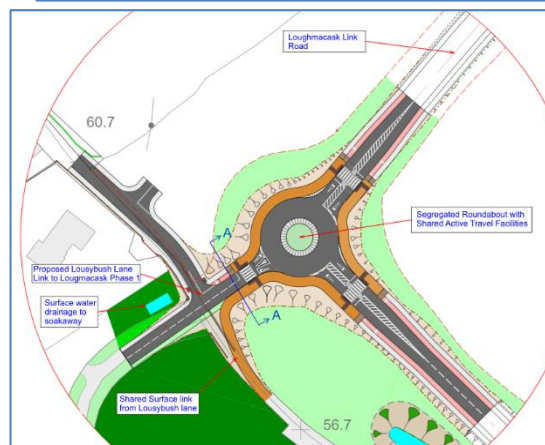 Loughmacask Link
Road
60.7
Segregated Roundabout with
Shared Active Travel Facilities
A
Proposed Lousybush Lane
Link to Lougmacask Phase 1
Surface water
drainage to
soakaway
A
Shared Surface link
from Lousybush lane
56.7